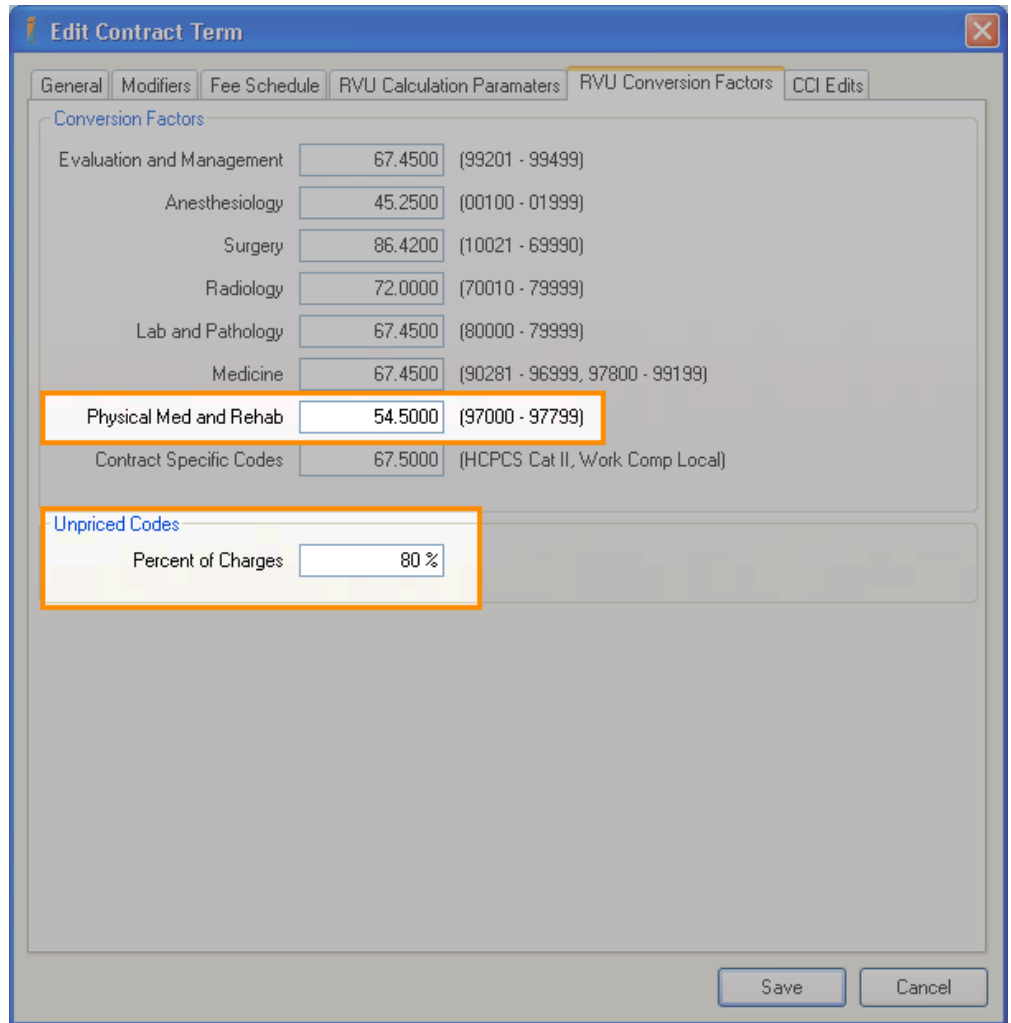 Edit Contract Term
General Modifiers Fee Schedule RVU Calculation Paramaters RVU Conversion Factors CCI Edits
Conversion Factors
Evaluation and Management 67.4500 (99201 - 99499)
Anesthesiology 45.2500 (00100 - 01999)
Surgery 86.4200 (10021 - 69990)
Radiology 72.0000 (70010 - 79999)
Lab and Pathology 67.4500 (80000 - 79999)
Medicine 67.4500 (90281 - 96999, 97800 - 99199)
Physical Med and Rehab 54.5000 (97000 - 97799)
Contract Specific Codes 67.5000 (HCPCS Cat II, Work Comp Local)
Unpriced Codes
Percent of Charges 80 %
Save Cancel